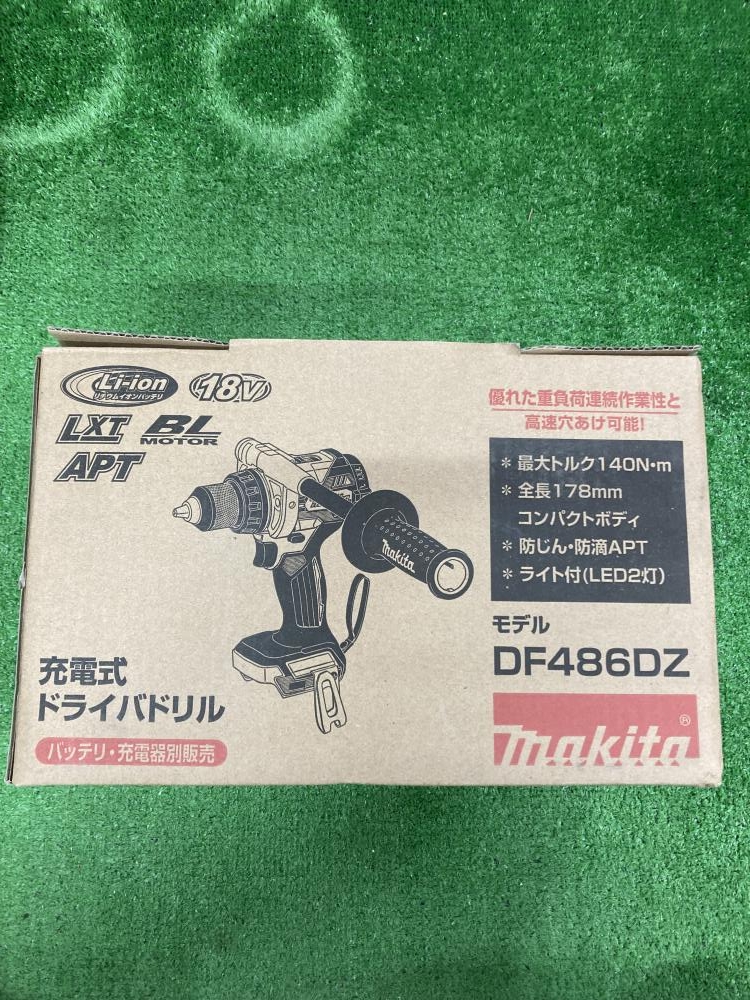 Li-ion
リチウムイオンバッテリ
18V
LXT
BL
MOTOR
APT
優れた重負荷連続作業性と
高速穴あけ可能!
* 最大トルク140N・m
* 全長178mm
コンパクトボディ
* 防じん・防滴APT
* ライト付(LED2灯)
makita
モデル
DF486DZ
充電式
ドライバドリル
バッテリ・充電器別販売
makita®